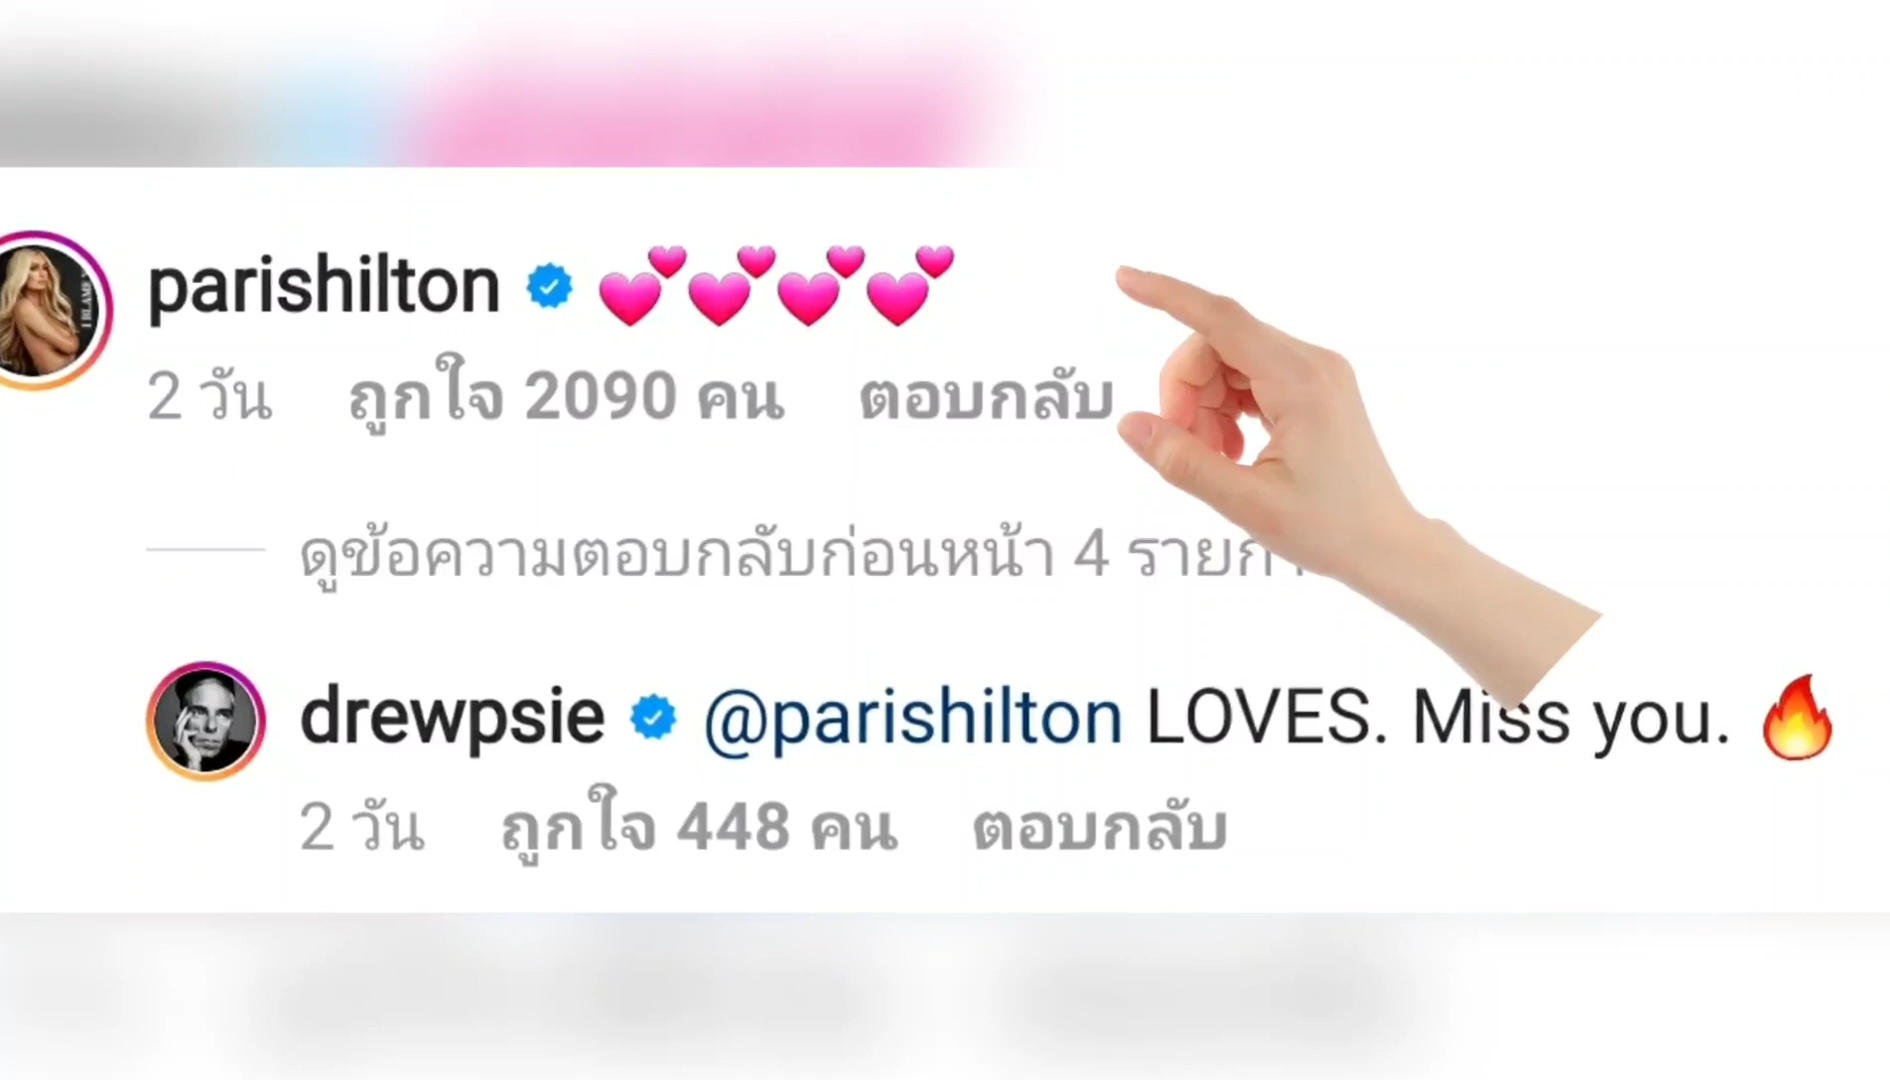 parishilton 💕💕💕💕
2 วัน ถูกใจ 2090 คน ตอบกลับ
ดูข้อความตอบกลับก่อนหน้า 4
drewpsie @parishilton LOVES. Miss you. 🔥
2 วัน ถูกใจ 448 คน ตอบกลับ